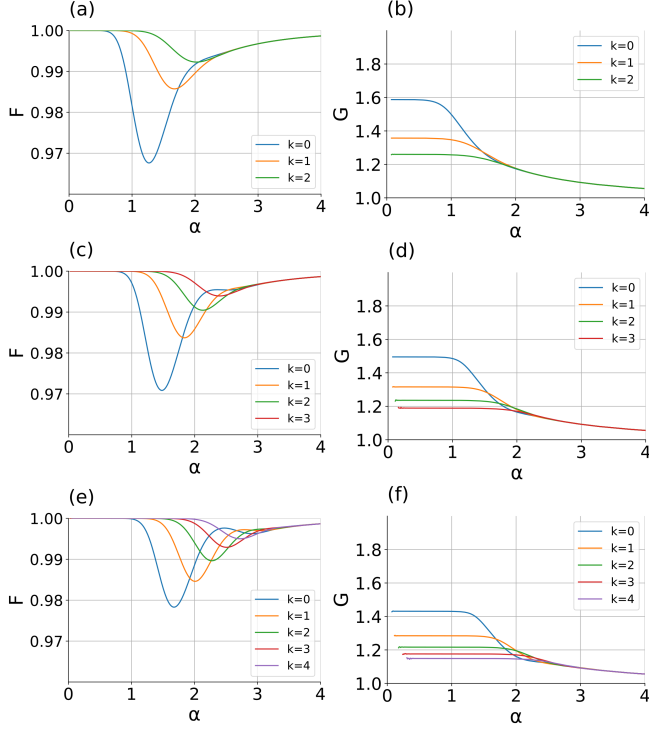 (a)
1.00
0.99
0.98
0.97
F
k=0
k=1
k=2
0 1 2 3 4
α
(b)
1.8
1.6
1.4
1.2
1.0
G
k=0
k=1
k=2
0 1 2 3 4
α
(c)
1.00
0.99
0.98
0.97
F
k=0
k=1
k=2
k=3
0 1 2 3 4
α
(d)
1.8
1.6
1.4
1.2
1.0
G
k=0
k=1
k=2
k=3
0 1 2 3 4
α
(e)
1.00
0.99
0.98
0.97
F
k=0
k=1
k=2
k=3
k=4
0 1 2 3 4
α
(f)
1.8
1.6
1.4
1.2
1.0
G
k=0
k=1
k=2
k=3
k=4
0 1 2 3 4
α